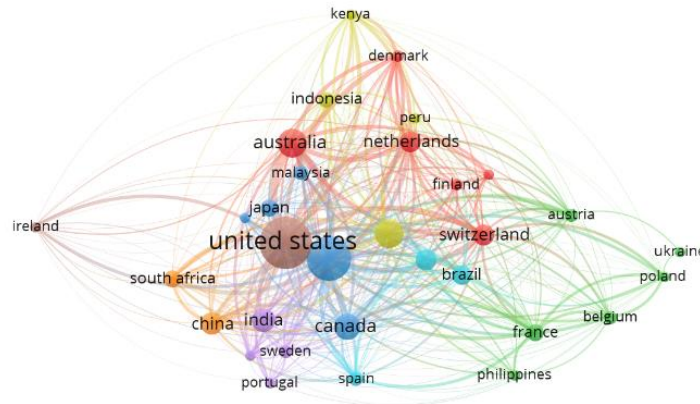 kenya
denmark
indonesia
peru
australia
netherlands
malaysia
finland
japan
austria
ireland
united states
switzerland
ukraine
south africa
brazil
poland
china
india
canada
belgium
france
sweden
philippines
spain
portugal